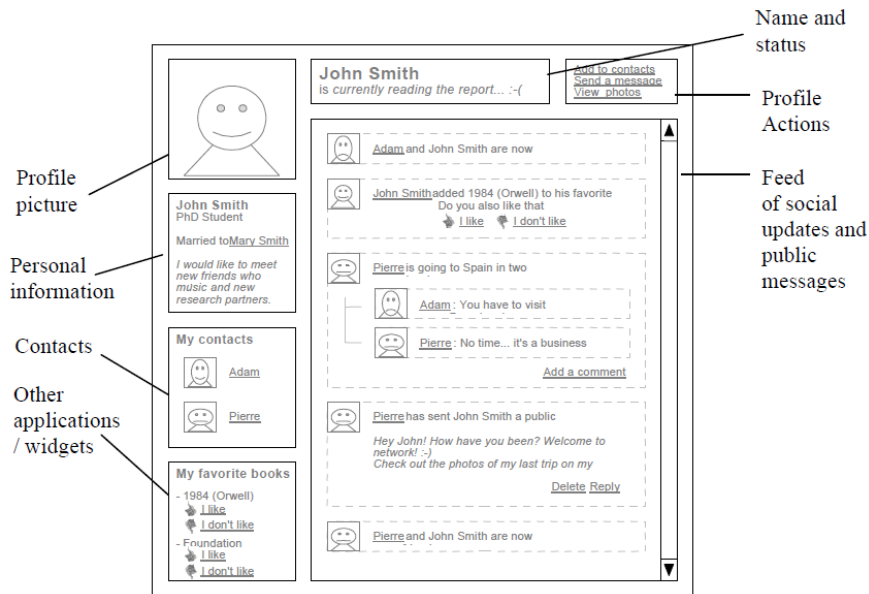 Name and
status
John Smith
is currently reading the report... :-(
Add to contacts
Send a message
View photos
Profile
Actions
Profile
picture
John Smith
PhD Student
Married to Mary Smith
I would like to meet
new friends who
music and new
research partners.
Personal
information
My contacts
Adam
Pierre
Contacts
Other
applications
/ widgets
My favorite books
- 1984 (Orwell)
I like
I don't like
- Foundation
I like
I don't like
Adam and John Smith are now
John Smith added 1984 (Orwell) to his favorite
Do you also like that
I like I don't like
Pierre is going to Spain in two
Adam : You have to visit
Pierre : No time... it's a business
Add a comment
Pierre has sent John Smith a public
Hey John! How have you been? Welcome to
network! :-)
Check out the photos of my last trip on my
Delete Reply
Pierre and John Smith are now
Feed
of social
updates and
public
messages